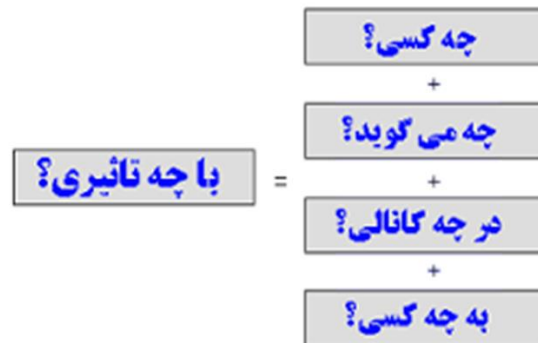 چه کسی؟
+
چه می گوید؟
+
در چه کانالی؟
+
به چه کسی؟
=
با چه تاثیری؟